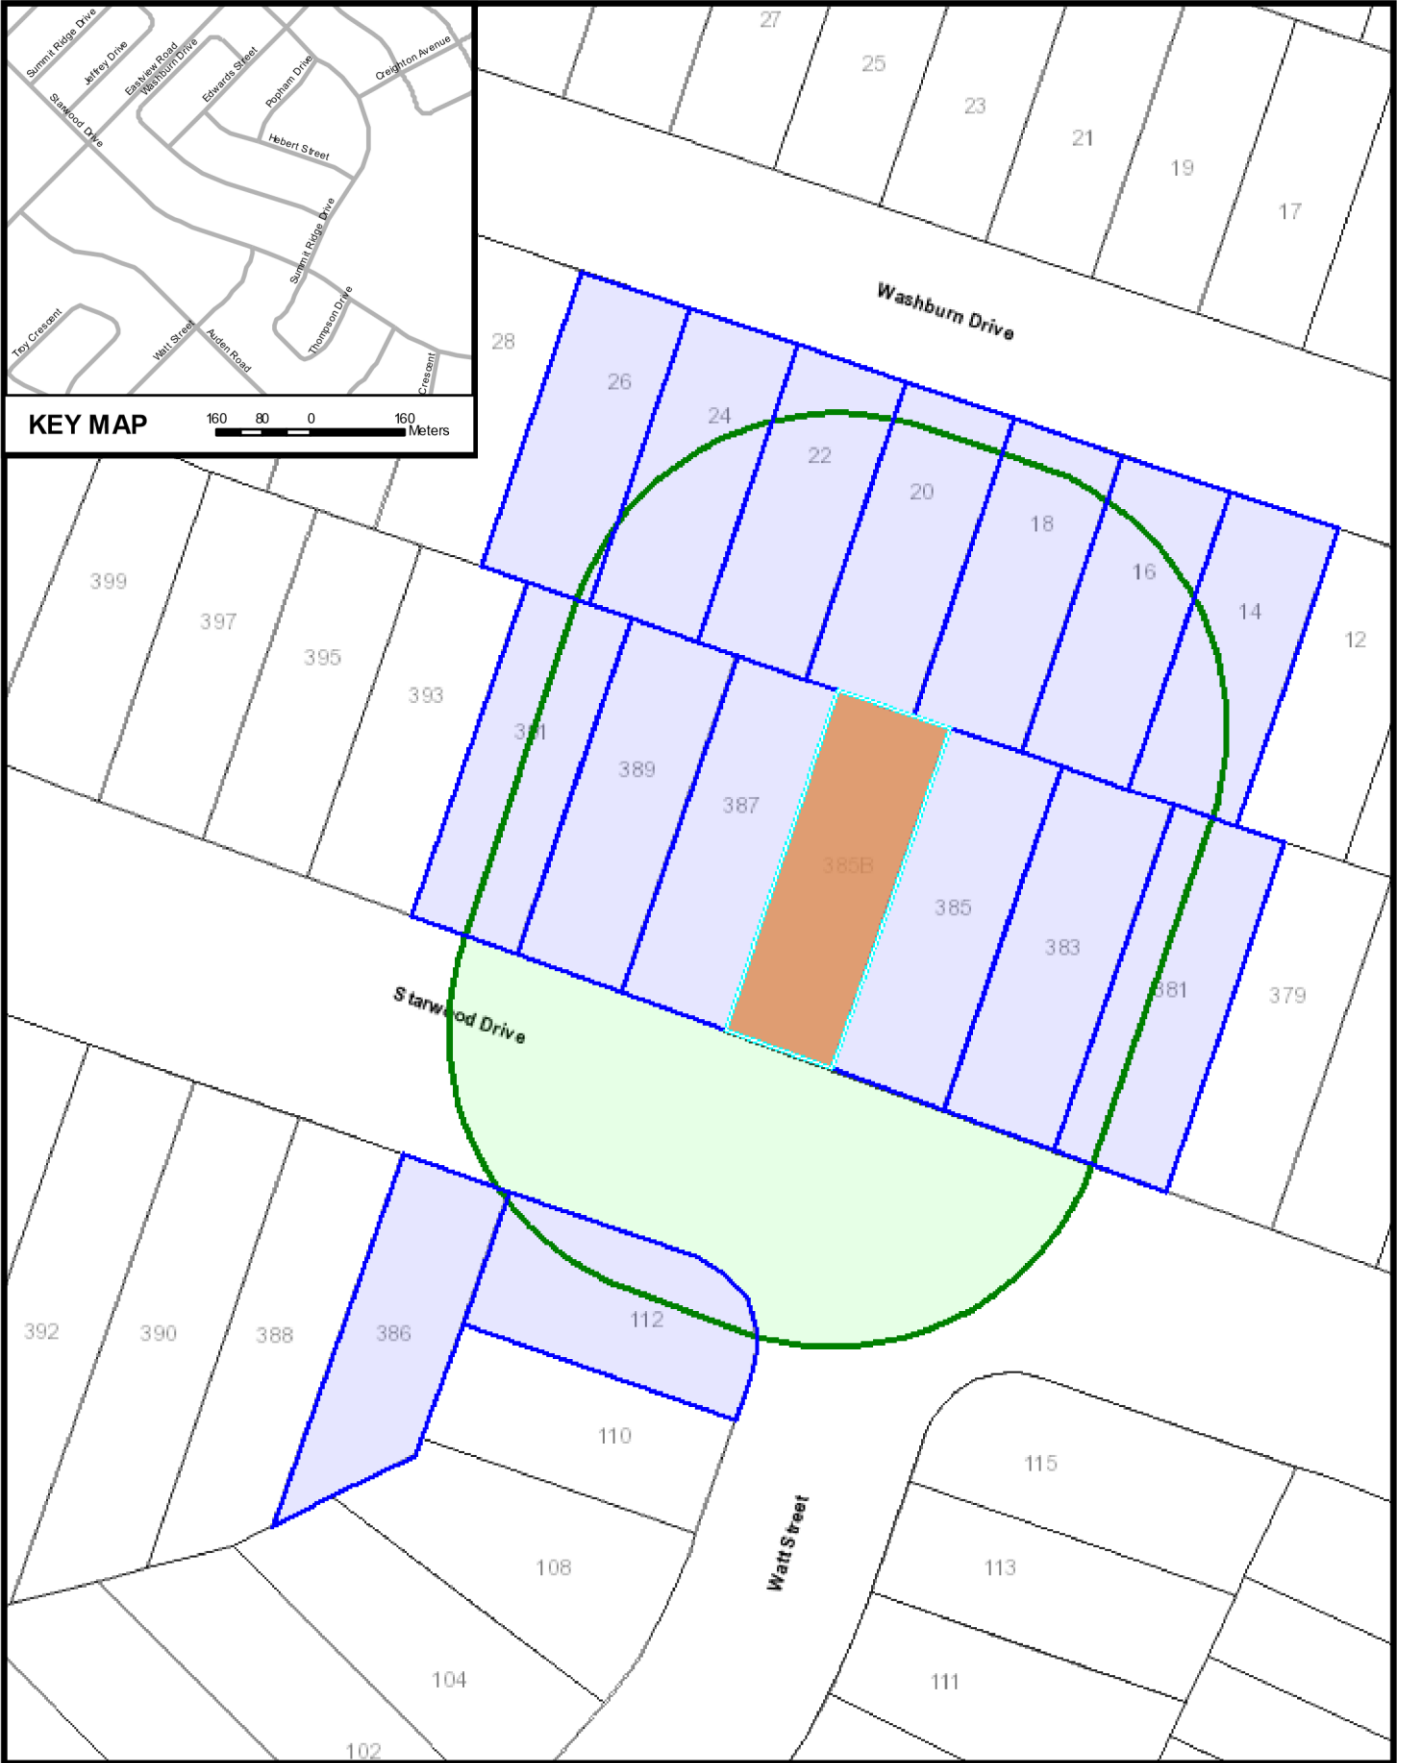 Summit Ridge Drive
Jeffrey Drive
Eastview Road
Washburn Drive
Edwards Street
Popham Drive
Creighton Avenue
Starwood Drive
Hebert Street
Summit Ridge Drive
Thompson Drive
Troy Crescent
Watt Street
Auden Road
Crescent
KEY MAP
160 80 0 160
Meters
27
25
23
21
19
17
Washburn Drive
28
26
24
22
20
18
16
14
12
399
397
395
393
391
389
387
385B
385
383
381
379
Starwood Drive
392
390
388
386
112
110
108
104
102
Watt Street
115
113
111